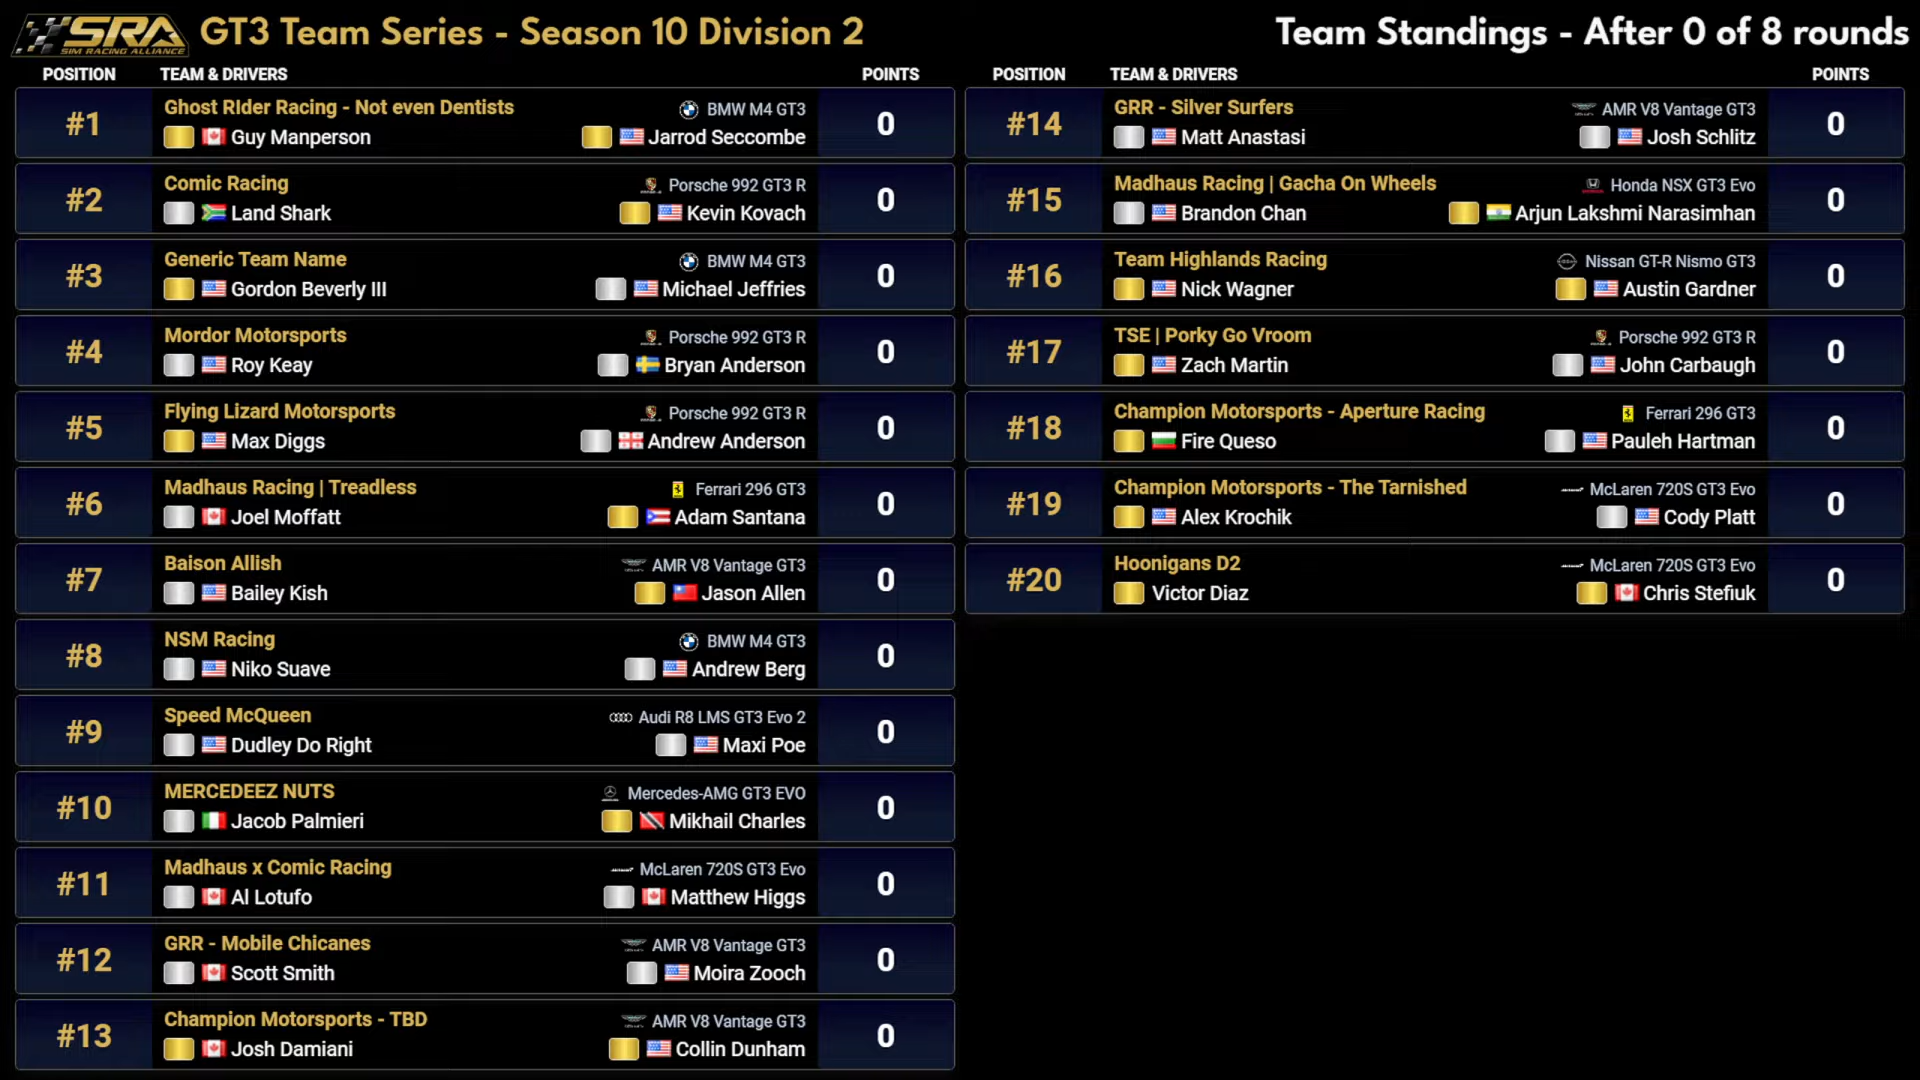 SRA
SIM RACING ALLIANCE
GT3 Team Series - Season 10 Division 2
Team Standings - After 0 of 8 rounds
POSITION TEAM & DRIVERS POINTS
#1
Ghost RIder Racing - Not even Dentists BMW M4 GT3
Guy Manperson Jarrod Seccombe
0
#2
Comic Racing Porsche 992 GT3 R
Land Shark Kevin Kovach
0
#3
Generic Team Name BMW M4 GT3
Gordon Beverly III Michael Jeffries
0
#4
Mordor Motorsports Porsche 992 GT3 R
Roy Keay Bryan Anderson
0
#5
Flying Lizard Motorsports Porsche 992 GT3 R
Max Diggs Andrew Anderson
0
#6
Madhaus Racing | Treadless Ferrari 296 GT3
Joel Moffatt Adam Santana
0
#7
Baison Allish AMR V8 Vantage GT3
Bailey Kish Jason Allen
0
#8
NSM Racing BMW M4 GT3
Niko Suave Andrew Berg
0
#9
Speed McQueen Audi R8 LMS GT3 Evo 2
Dudley Do Right Maxi Poe
0
#10
MERCEDEEZ NUTS Mercedes-AMG GT3 EVO
Jacob Palmieri Mikhail Charles
0
#11
Madhaus x Comic Racing McLaren 720S GT3 Evo
Al Lotufo Matthew Higgs
0
#12
GRR - Mobile Chicanes AMR V8 Vantage GT3
Scott Smith Moira Zooch
0
#13
Champion Motorsports - TBD AMR V8 Vantage GT3
Josh Damiani Collin Dunham
0
POSITION TEAM & DRIVERS POINTS
#14
GRR - Silver Surfers AMR V8 Vantage GT3
Matt Anastasi Josh Schlitz
0
#15
Madhaus Racing | Gacha On Wheels Honda NSX GT3 Evo
Brandon Chan Arjun Lakshmi Narasimhan
0
#16
Team Highlands Racing Nissan GT-R Nismo GT3
Nick Wagner Austin Gardner
0
#17
TSE | Porky Go Vroom Porsche 992 GT3 R
Zach Martin John Carbaugh
0
#18
Champion Motorsports - Aperture Racing Ferrari 296 GT3
Fire Queso Pauleh Hartman
0
#19
Champion Motorsports - The Tarnished McLaren 720S GT3 Evo
Alex Krochik Cody Platt
0
#20
Hoonigans D2 McLaren 720S GT3 Evo
Victor Diaz Chris Stefiuk
0